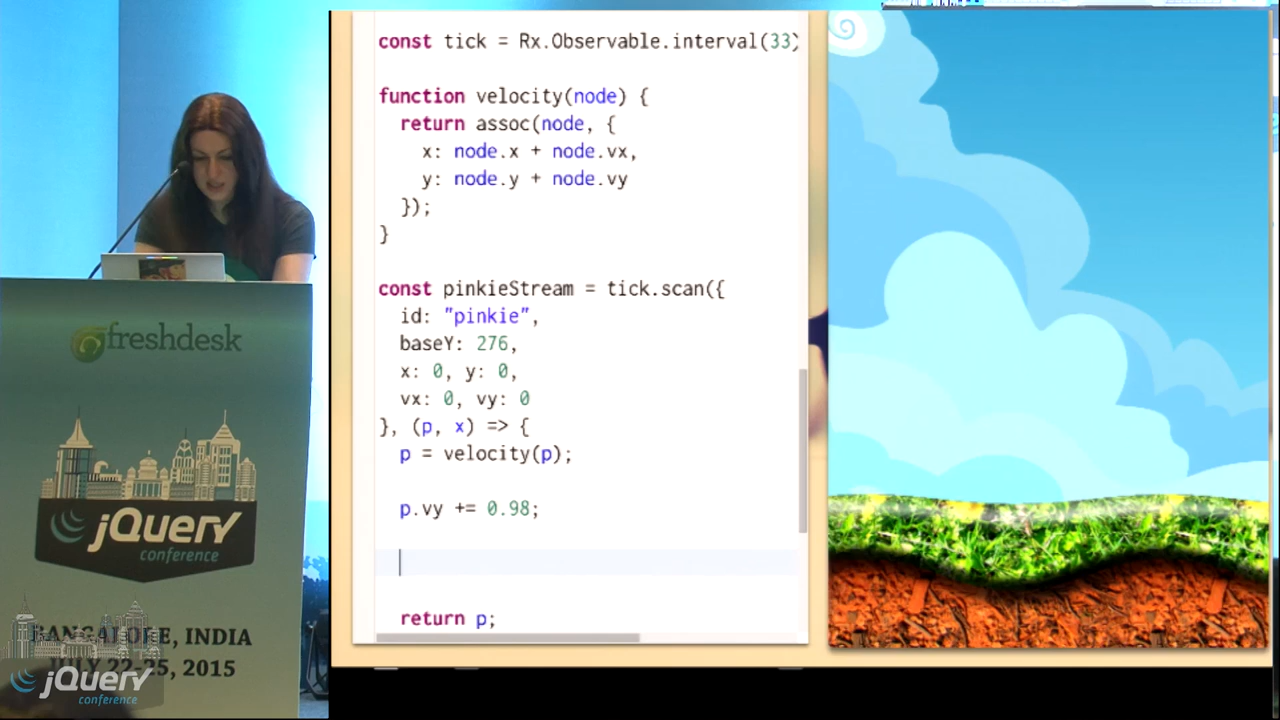 const tick = Rx.Observable.interval(33)
function velocity(node) {
return assoc(node, {
x: node.x + node.vx,
y: node.y + node.vy
});
}
const pinkieStream = tick.scan({
id: "pinkie",
baseY: 276,
x: 0, y: 0,
vx: 0, vy: 0
}, (p, x) => {
p = velocity(p);
p.vy += 0.98;
return p;
freshdesk
jQuery
conference
BANGALORE, INDIA
JULY 22-25, 2015
jQuery
conference